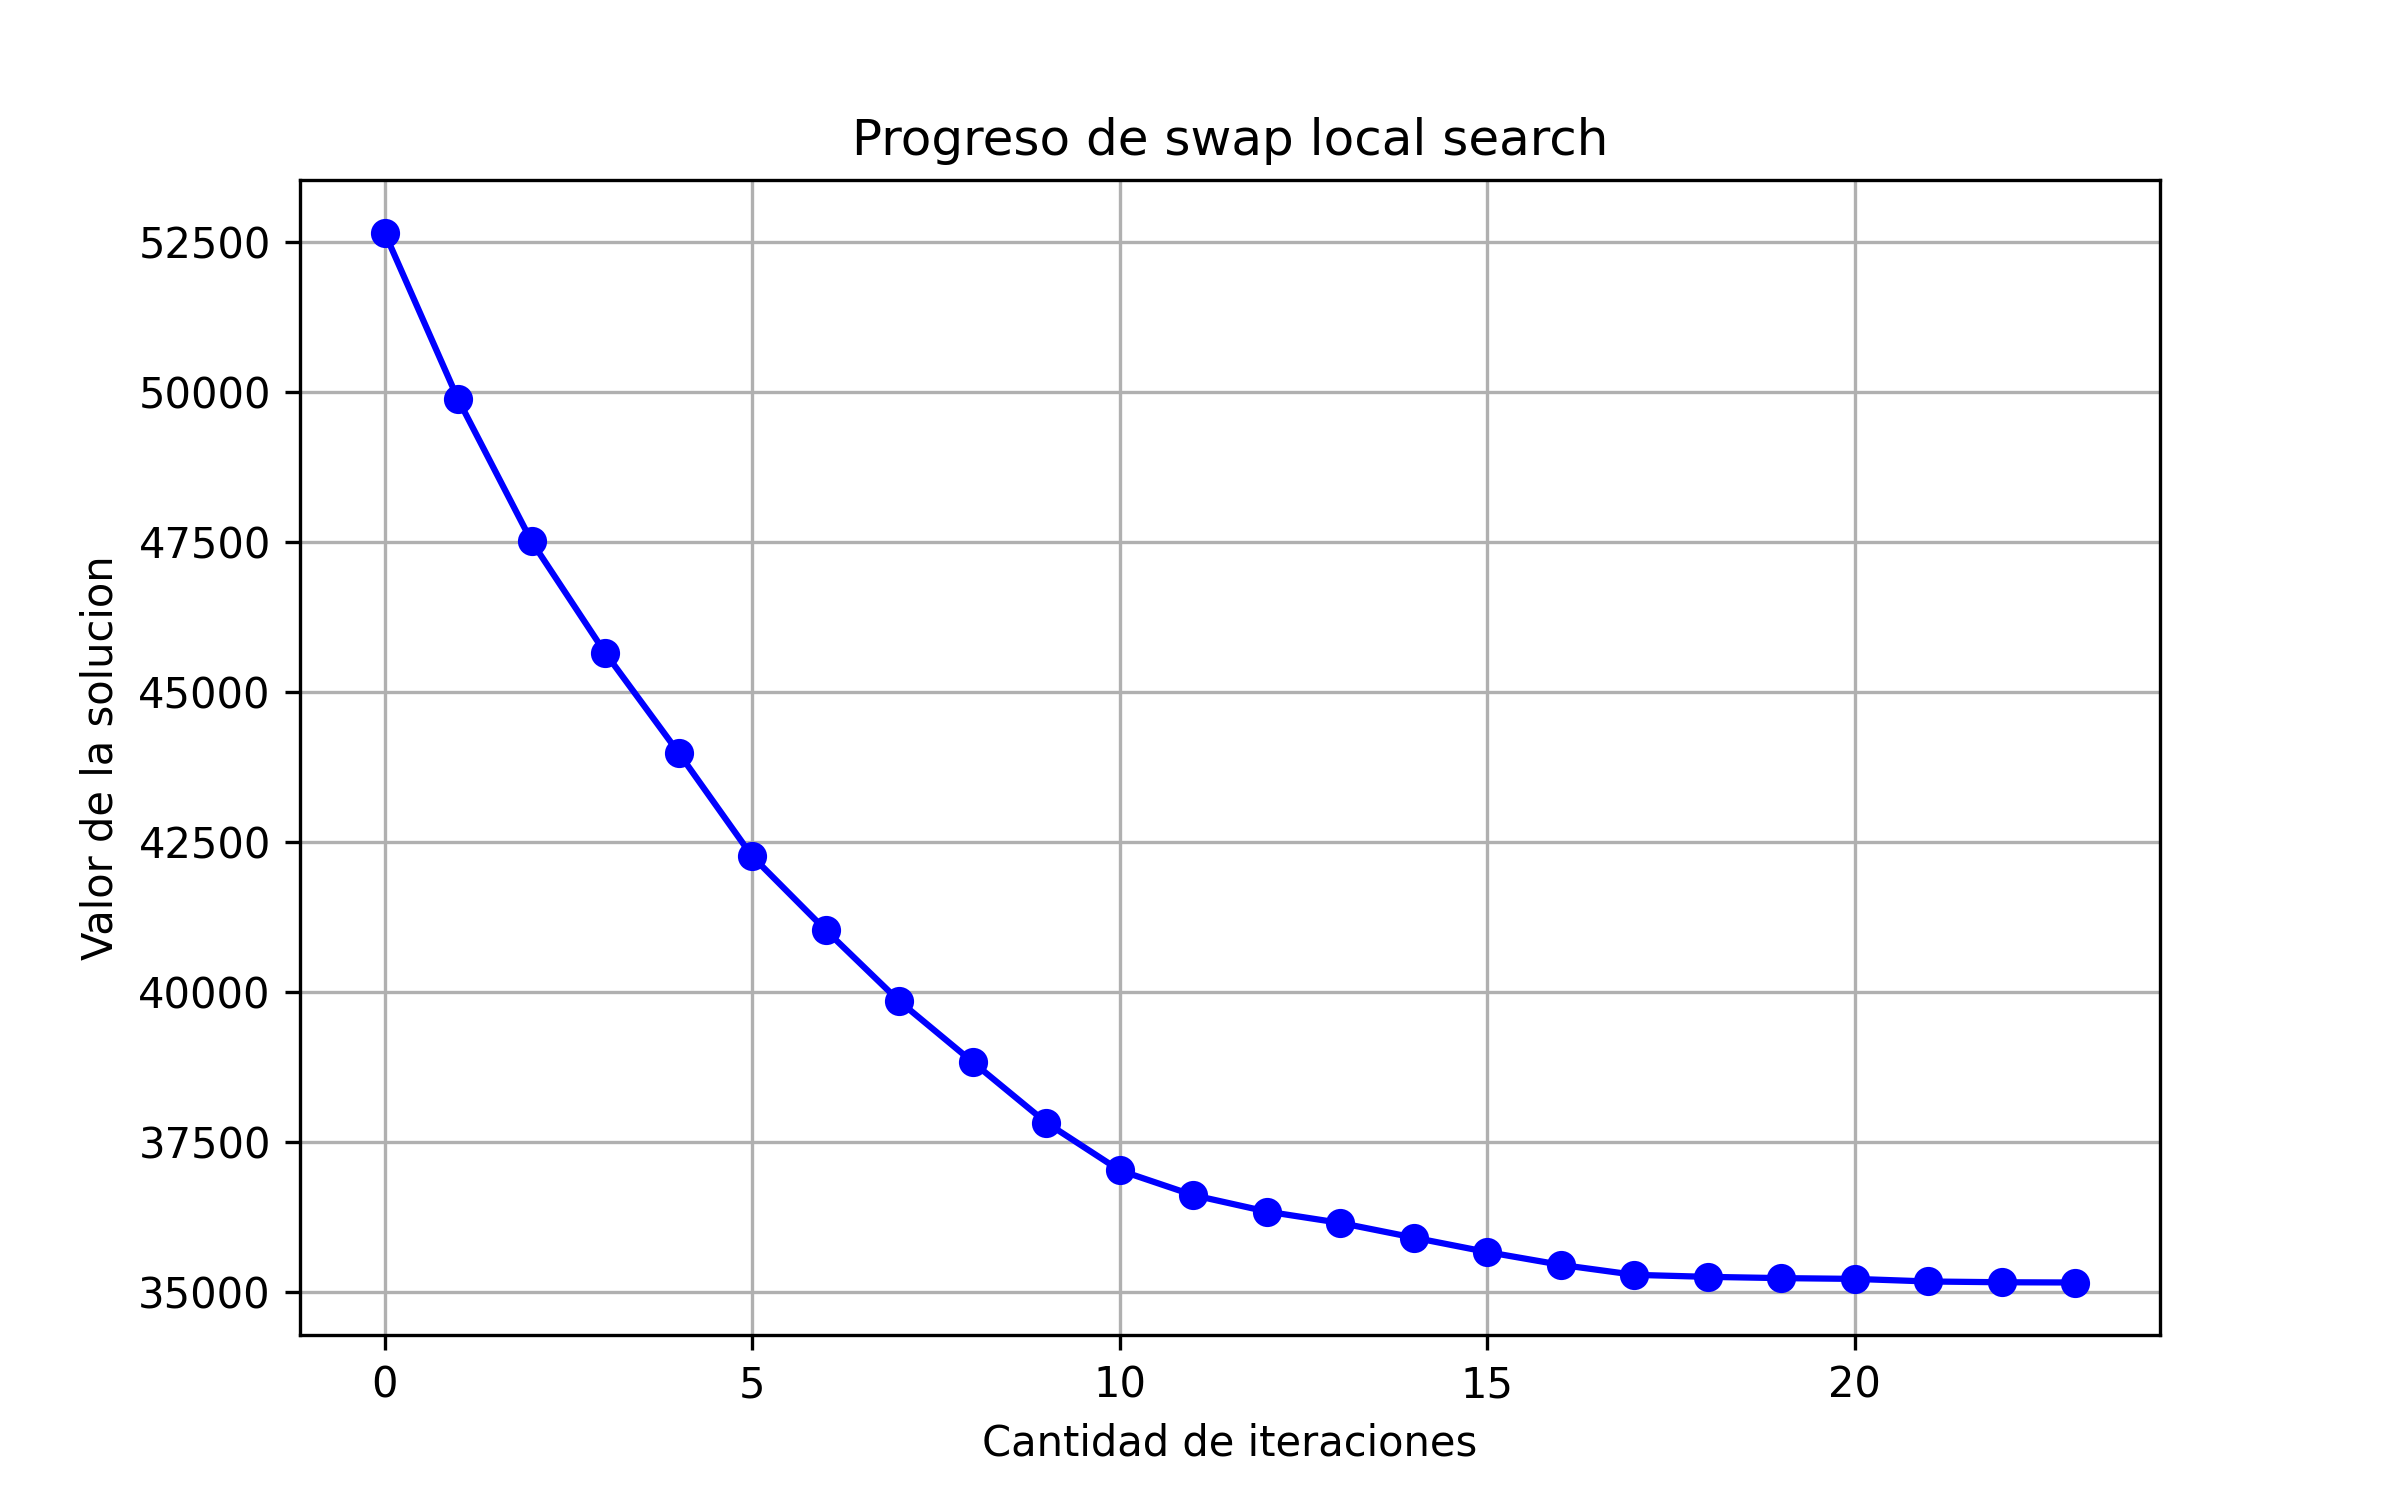 Progreso de swap local search
Valor de la solucion
52500
50000
47500
45000
42500
40000
37500
35000
0 5 10 15 20
Cantidad de iteraciones